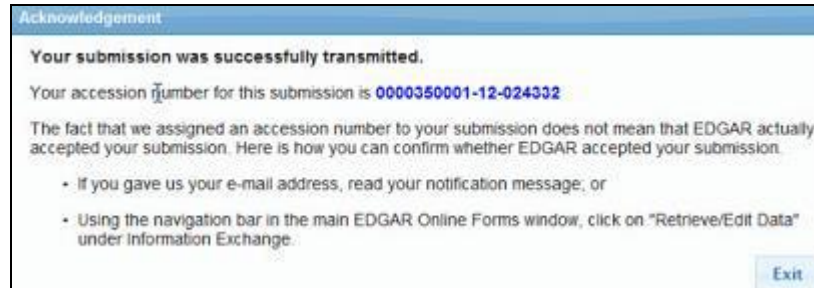 Acknowledgement
Your submission was successfully transmitted.
Your accession number for this submission is 0000350001-12-024332
The fact that we assigned an accession number to your submission does not mean that EDGAR actually
accepted your submission. Here is how you can confirm whether EDGAR accepted your submission.
• If you gave us your e-mail address, read your notification message; or
• Using the navigation bar in the main EDGAR Online Forms window, click on "Retrieve/Edit Data"
under Information Exchange.
Exit